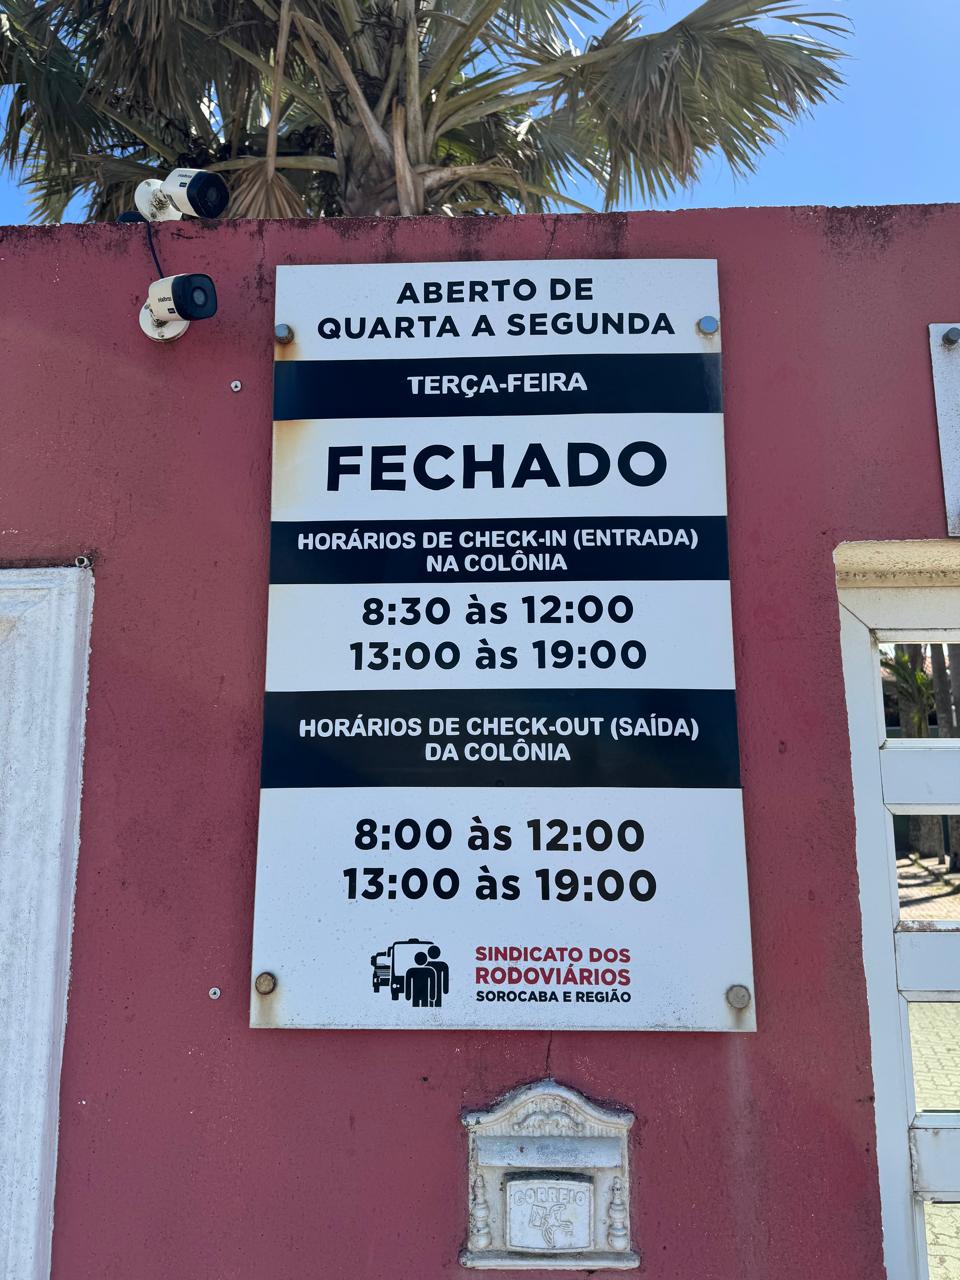 ABERTO DE
QUARTA A SEGUNDA
TERÇA-FEIRA
FECHADO
HORÁRIOS DE CHECK-IN (ENTRADA)
NA COLÔNIA
8:30 às 12:00
13:00 às 19:00
HORÁRIOS DE CHECK-OUT (SAÍDA)
DA COLÔNIA
8:00 às 12:00
13:00 às 19:00
SINDICATO DOS
RODOVIÁRIOS
SOROCABA E REGIÃO
CORREIO
intelbras
intelbras